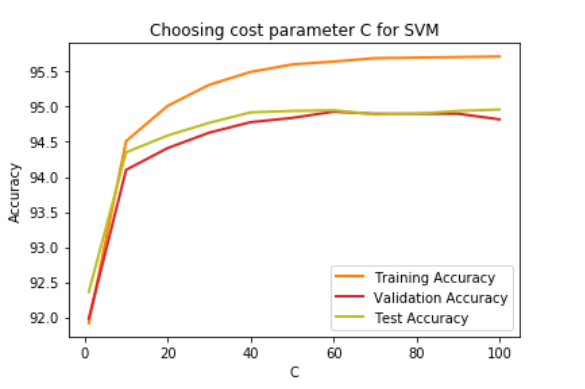 Choosing cost parameter C for SVM
Accuracy
95.5
95.0
94.5
94.0
93.5
93.0
92.5
92.0
Training Accuracy
Validation Accuracy
Test Accuracy
0 20 40 60 80 100
C